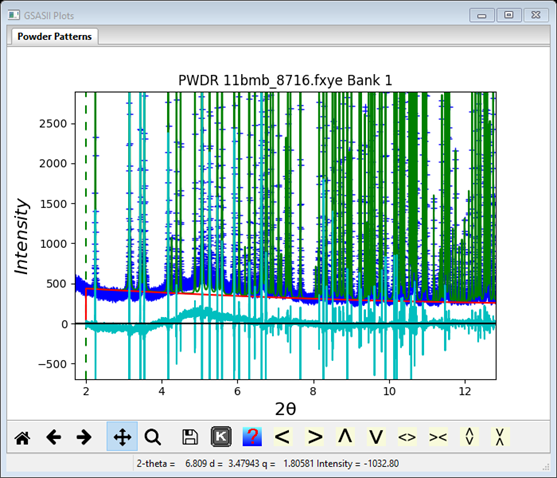 GSASII Plots
Powder Patterns
PWDR 11bmb_8716.fxye Bank 1
2500
2000
1500
1000
500
0
−500
Intensity
2 4 6 8 10 12
2θ
K ? < > ʌ v <> ><
2-theta = 6.809 d = 3.47943 q = 1.80581 Intensity = -1032.80